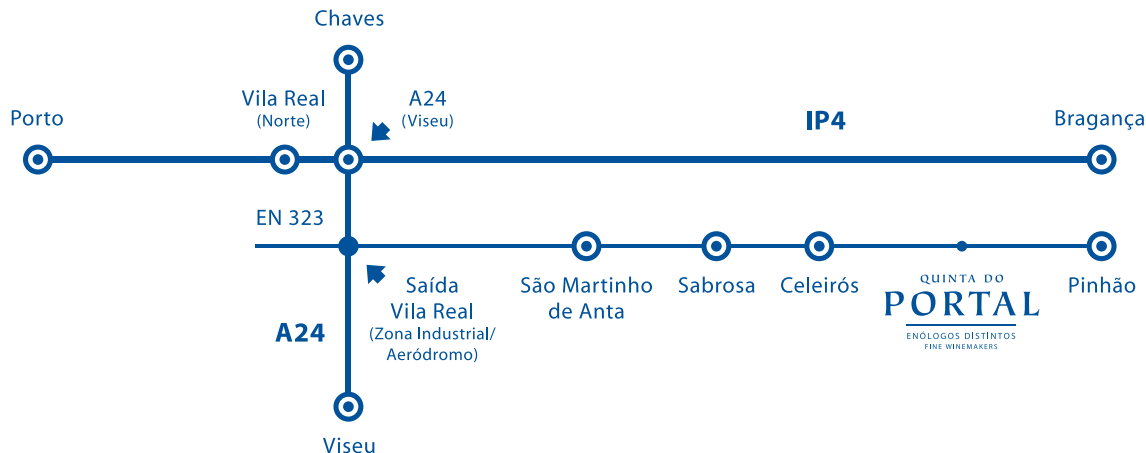 Chaves
Vila Real
(Norte)
A24
(Viseu)
Porto
IP4
Bragança
EN 323
Saída
Vila Real
(Zona Industrial/
Aeródromo)
A24
São Martinho
de Anta
Sabrosa
Celeirós
QUINTA DO
PORTAL
ENÓLOGOS DISTINTOS
FINE WINEMAKERS
Pinhão
Viseu